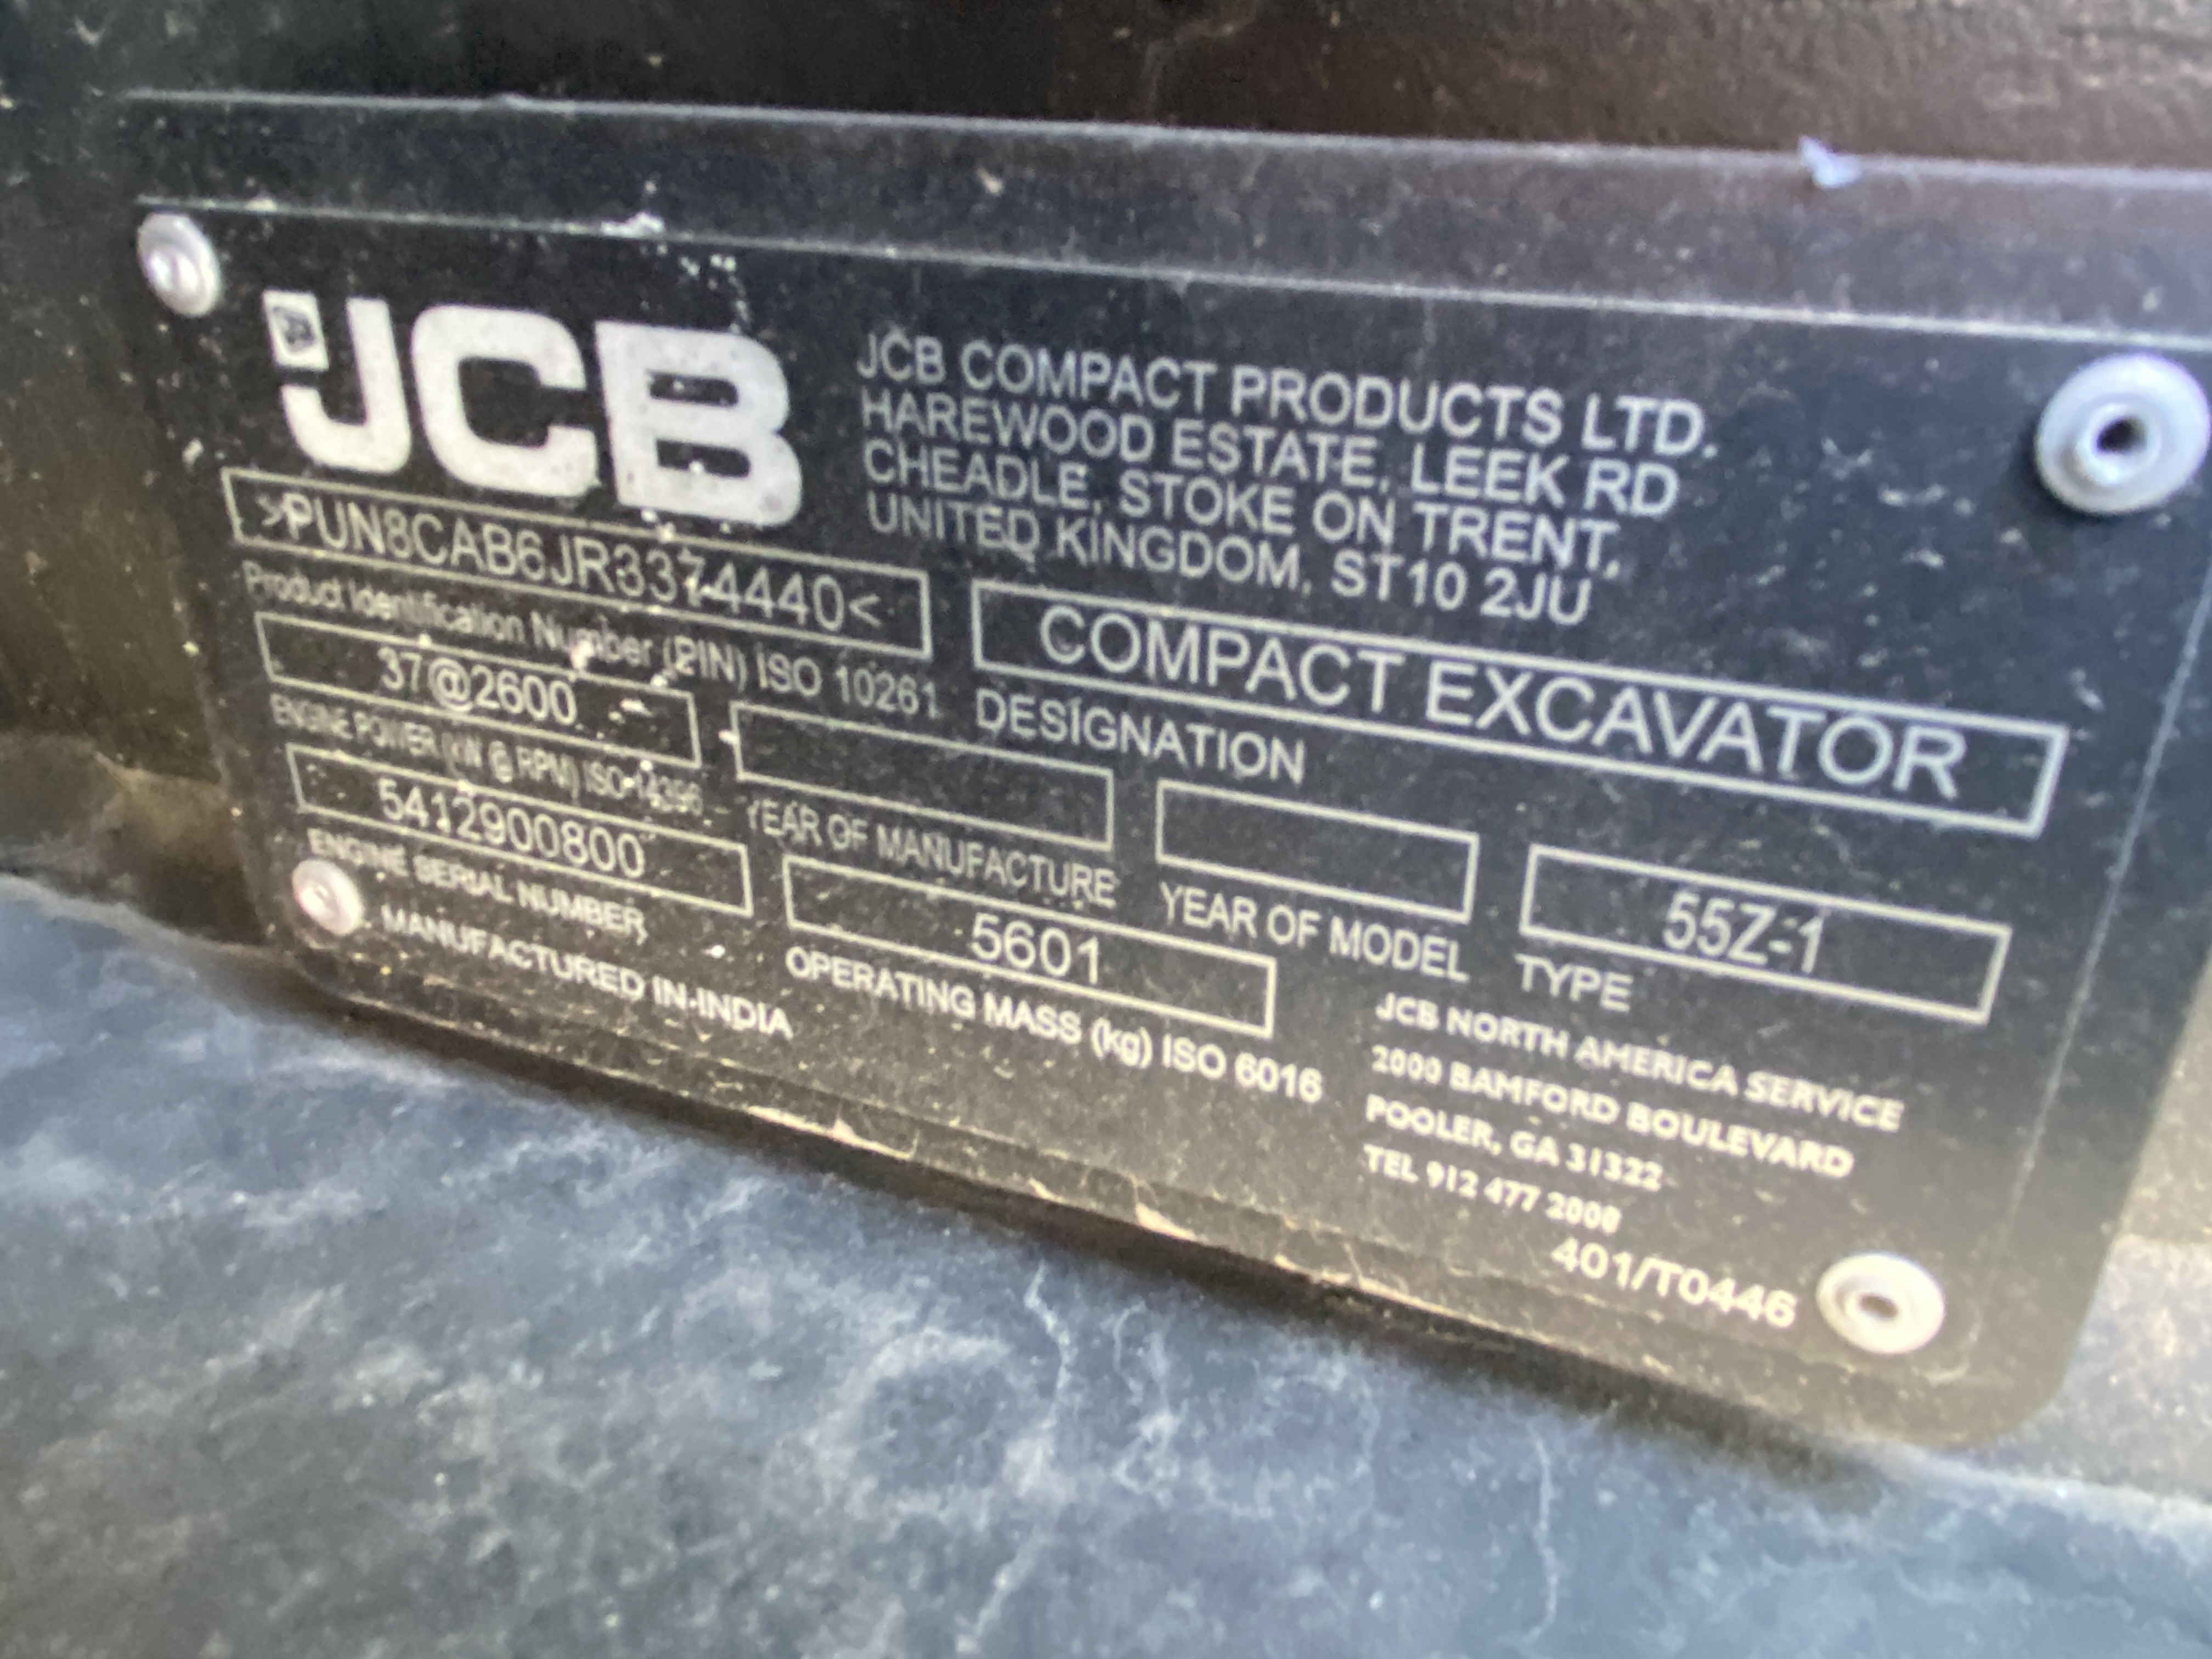 JCB
JCB COMPACT PRODUCTS LTD.
HAREWOOD ESTATE, LEEK RD
CHEADLE, STOKE ON TRENT,
UNITED KINGDOM, ST10 2JU
>PUN8CAB6JR3374440<
Product Identification Number (PIN) ISO 10261
COMPACT EXCAVATOR
DESIGNATION
37@2600
ENGINE POWER (kW @ RPM) ISO-14396
YEAR OF MANUFACTURE
YEAR OF MODEL
55Z-1
TYPE
5412900800
ENGINE SERIAL NUMBER
5601
OPERATING MASS (kg) ISO 6016
MANUFACTURED IN-INDIA
JCB NORTH AMERICA SERVICE
2000 BAMFORD BOULEVARD
POOLER, GA 31322
TEL 912 477 2000
401/T0446